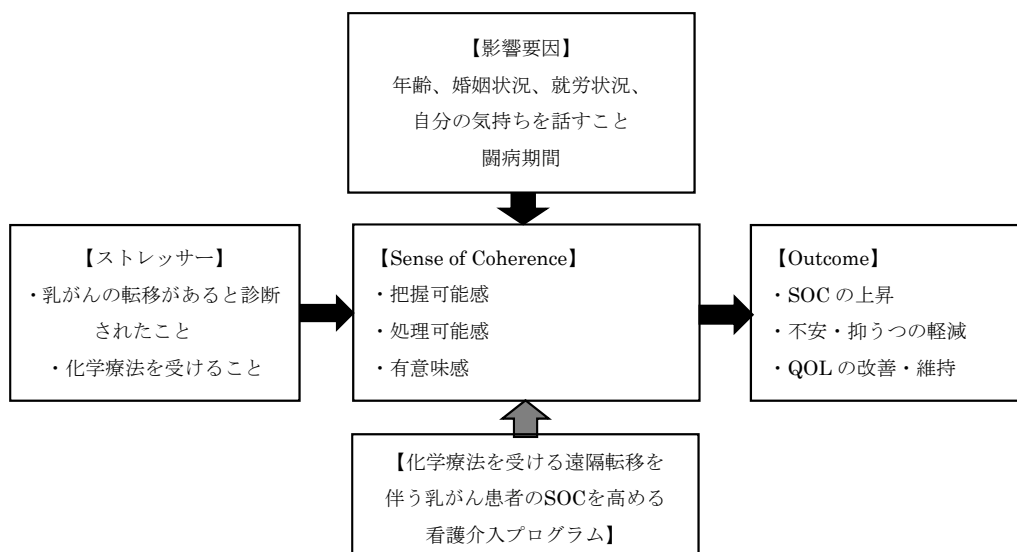 【影響要因】
年齢、婚姻状況、就労状況、
自分の気持ちを話すこと
闘病期間
【ストレッサー】
・乳がんの転移があると診断
されたこと
・化学療法を受けること
【Sense of Coherence】
・把握可能感
・処理可能感
・有意味感
【Outcome】
・SOC の上昇
・不安・抑うつの軽減
・QOL の改善・維持
【化学療法を受ける遠隔転移を
伴う乳がん患者のSOCを高める
看護介入プログラム】